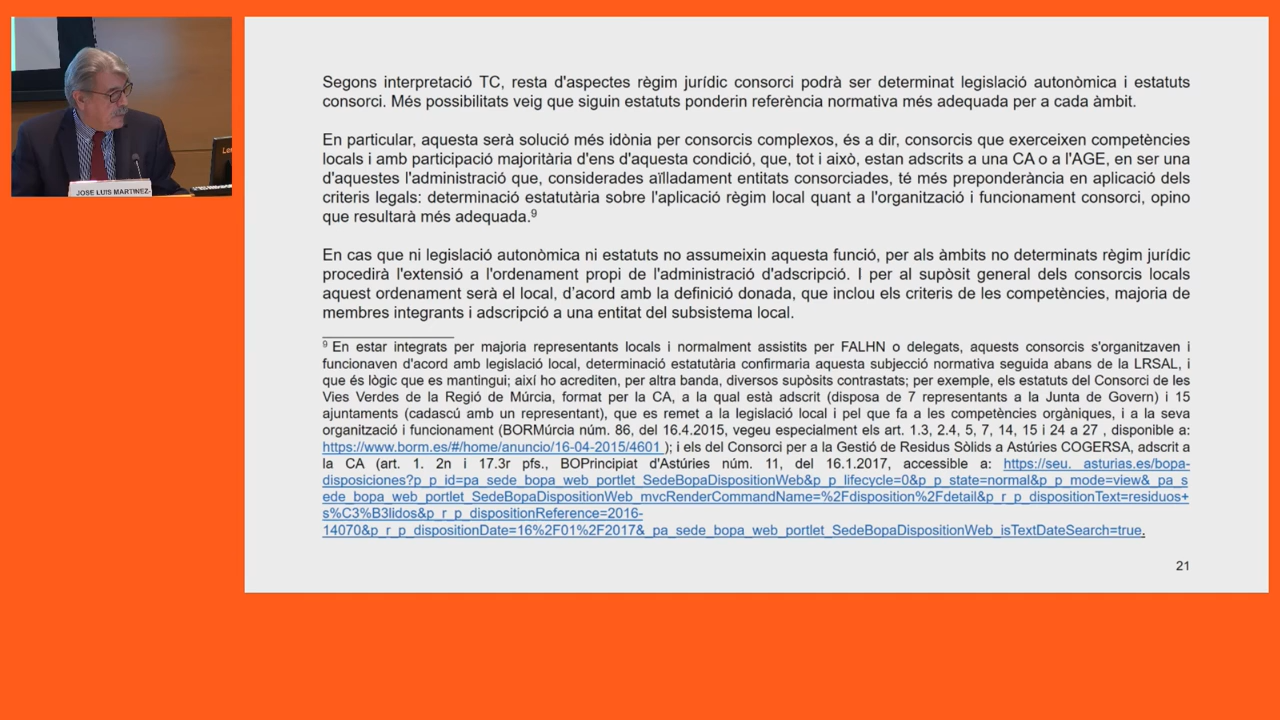 JOSE LUIS MARTINEZ-
Segons interpretació TC, resta d'aspectes règim jurídic consorci podrà ser determinat legislació autonòmica i estatuts
consorci. Més possibilitats veig que siguin estatuts ponderin referència normativa més adequada per a cada àmbit.
En particular, aquesta serà solució més idònia per consorcis complexos, és a dir, consorcis que exerceixen competències
locals i amb participació majoritària d'ens d'aquesta condició, que, tot i això, estan adscrits a una CA o a l'AGE, en ser una
d'aquestes l'administració que, considerades aïlladament entitats consorciades, té més preponderància en aplicació dels
criteris legals: determinació estatutària sobre l'aplicació règim local quant a l'organització i funcionament consorci, opino
que resultarà més adequada.9
En cas que ni legislació autonòmica ni estatuts no assumeixin aquesta funció, per als àmbits no determinats règim jurídic
procedirà l'extensió a l'ordenament propi de l'administració d'adscripció. I per al supòsit general dels consorcis locals
aquest ordenament serà el local, d'acord amb la definició donada, que inclou els criteris de les competències, majoria de
membres integrants i adscripció a una entitat del subsistema local.
9 En estar integrats per majoria representants locals i normalment assistits per FALHN o delegats, aquests consorcis s'organitzaven i
funcionaven d'acord amb legislació local, determinació estatutària confirmaria aquesta subjecció normativa seguida abans de la LRSAL, i
que és lògic que es mantingui; així ho acrediten, per altra banda, diversos supòsits contrastats; per exemple, els estatuts del Consorci de les
Vies Verdes de la Regió de Múrcia, format per la CA, a la qual està adscrit (disposa de 7 representants a la Junta de Govern) i 15
ajuntaments (cadascú amb un representant), que es remet a la legislació local i pel que fa a les competències orgàniques, i a la seva
organització i funcionament (BORMúrcia núm. 86, del 16.4.2015, vegeu especialment els art. 1.3, 2.4, 5, 7, 14, 15 i 24 a 27 , disponible a:
https://www.borm.es/#/home/anuncio/16-04-2015/4601 ); i els del Consorci per a la Gestió de Residus Sòlids a Astúries COGERSA, adscrit a
la CA (art. 1. 2n i 17.3r pfs., BOPrincipiat d'Astúries núm. 11, del 16.1.2017, accessible a: https://seu. asturias.es/bopa-
disposiciones?p_p_id=pa_sede_bopa_web_portlet_SedeBopaDispositionWeb&p_p_lifecycle=0&p_p_state=normal&p_p_mode=view&_pa_s
ede_bopa_web_portlet_SedeBopaDispositionWeb_mvcRenderCommandName=%2Fdisposition%2Fdetail&p_r_p_dispositionText=residuos+
s%C3%B3lidos&p_r_p_dispositionReference=2016-
14070&p_r_p_dispositionDate=16%2F01%2F2017&_pa_sede_bopa_web_portlet_SedeBopaDispositionWeb_isTextDateSearch=true.
21